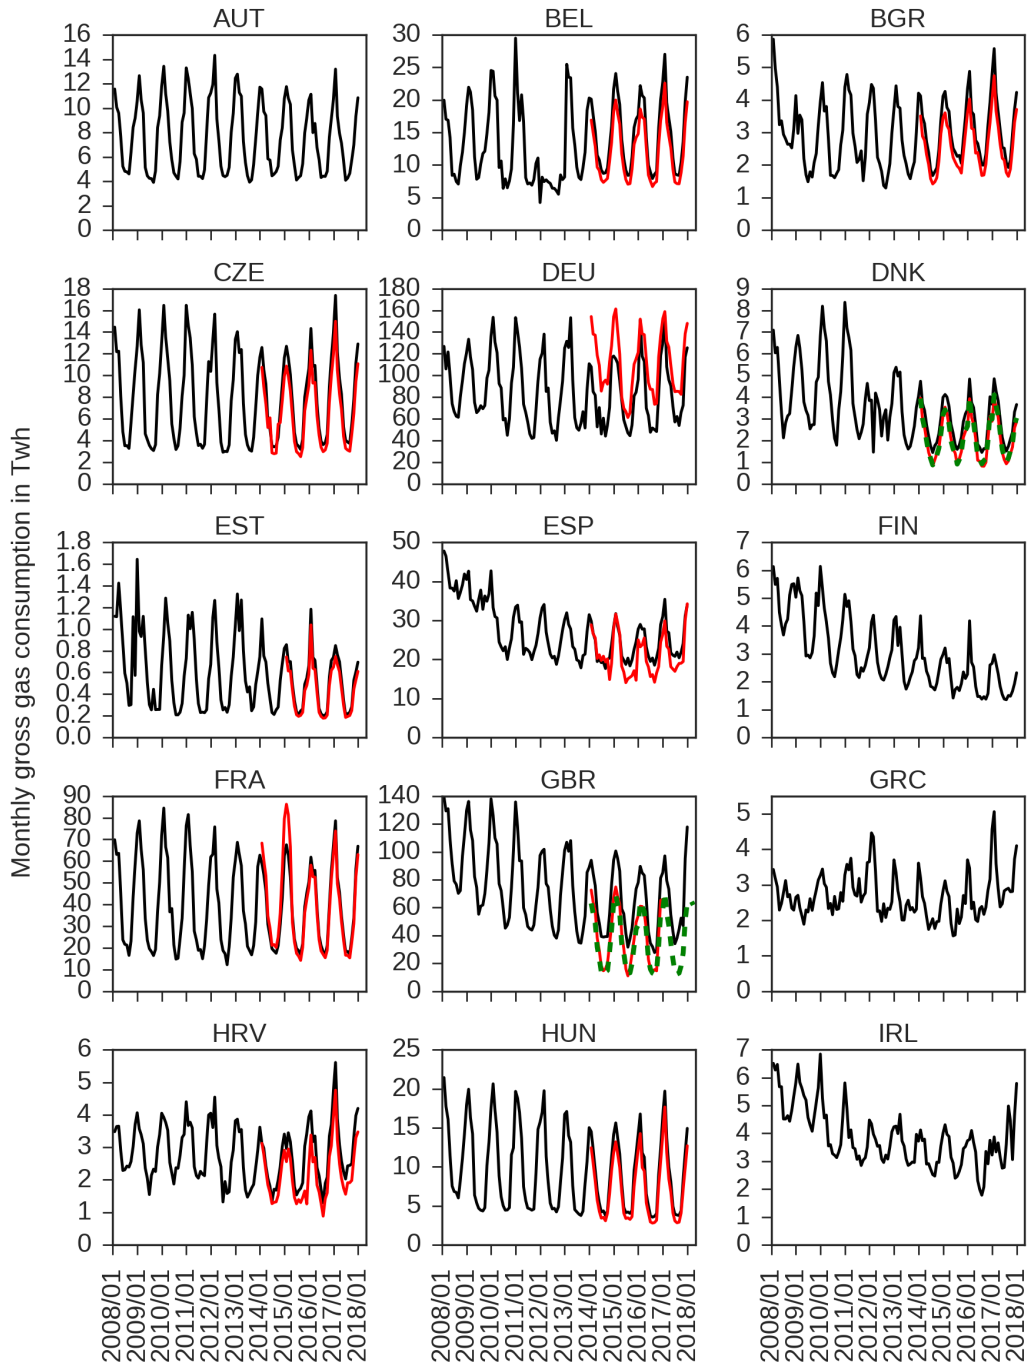 AUT BEL BGR
16 14 12 10 8 6 4 2 0
30 25 20 15 10 5 0
6 5 4 3 2 1 0
CZE DEU DNK
18 16 14 12 10 8 6 4 2 0
180 160 140 120 100 80 60 40 20 0
9 8 7 6 5 4 3 2 1 0
Monthly gross gas consumption in Twh
EST ESP FIN
1.8 1.6 1.4 1.2 1.0 0.8 0.6 0.4 0.2 0.0
50 40 30 20 10 0
7 6 5 4 3 2 1 0
FRA GBR GRC
90 80 70 60 50 40 30 20 10 0
140 120 100 80 60 40 20 0
5 4 3 2 1 0
HRV HUN IRL
6 5 4 3 2 1 0
25 20 15 10 5 0
7 6 5 4 3 2 1 0
2008/01 2009/01 2010/01 2011/01 2012/01 2013/01 2014/01 2015/01 2016/01 2017/01 2018/01
2008/01 2009/01 2010/01 2011/01 2012/01 2013/01 2014/01 2015/01 2016/01 2017/01 2018/01
2008/01 2009/01 2010/01 2011/01 2012/01 2013/01 2014/01 2015/01 2016/01 2017/01 2018/01